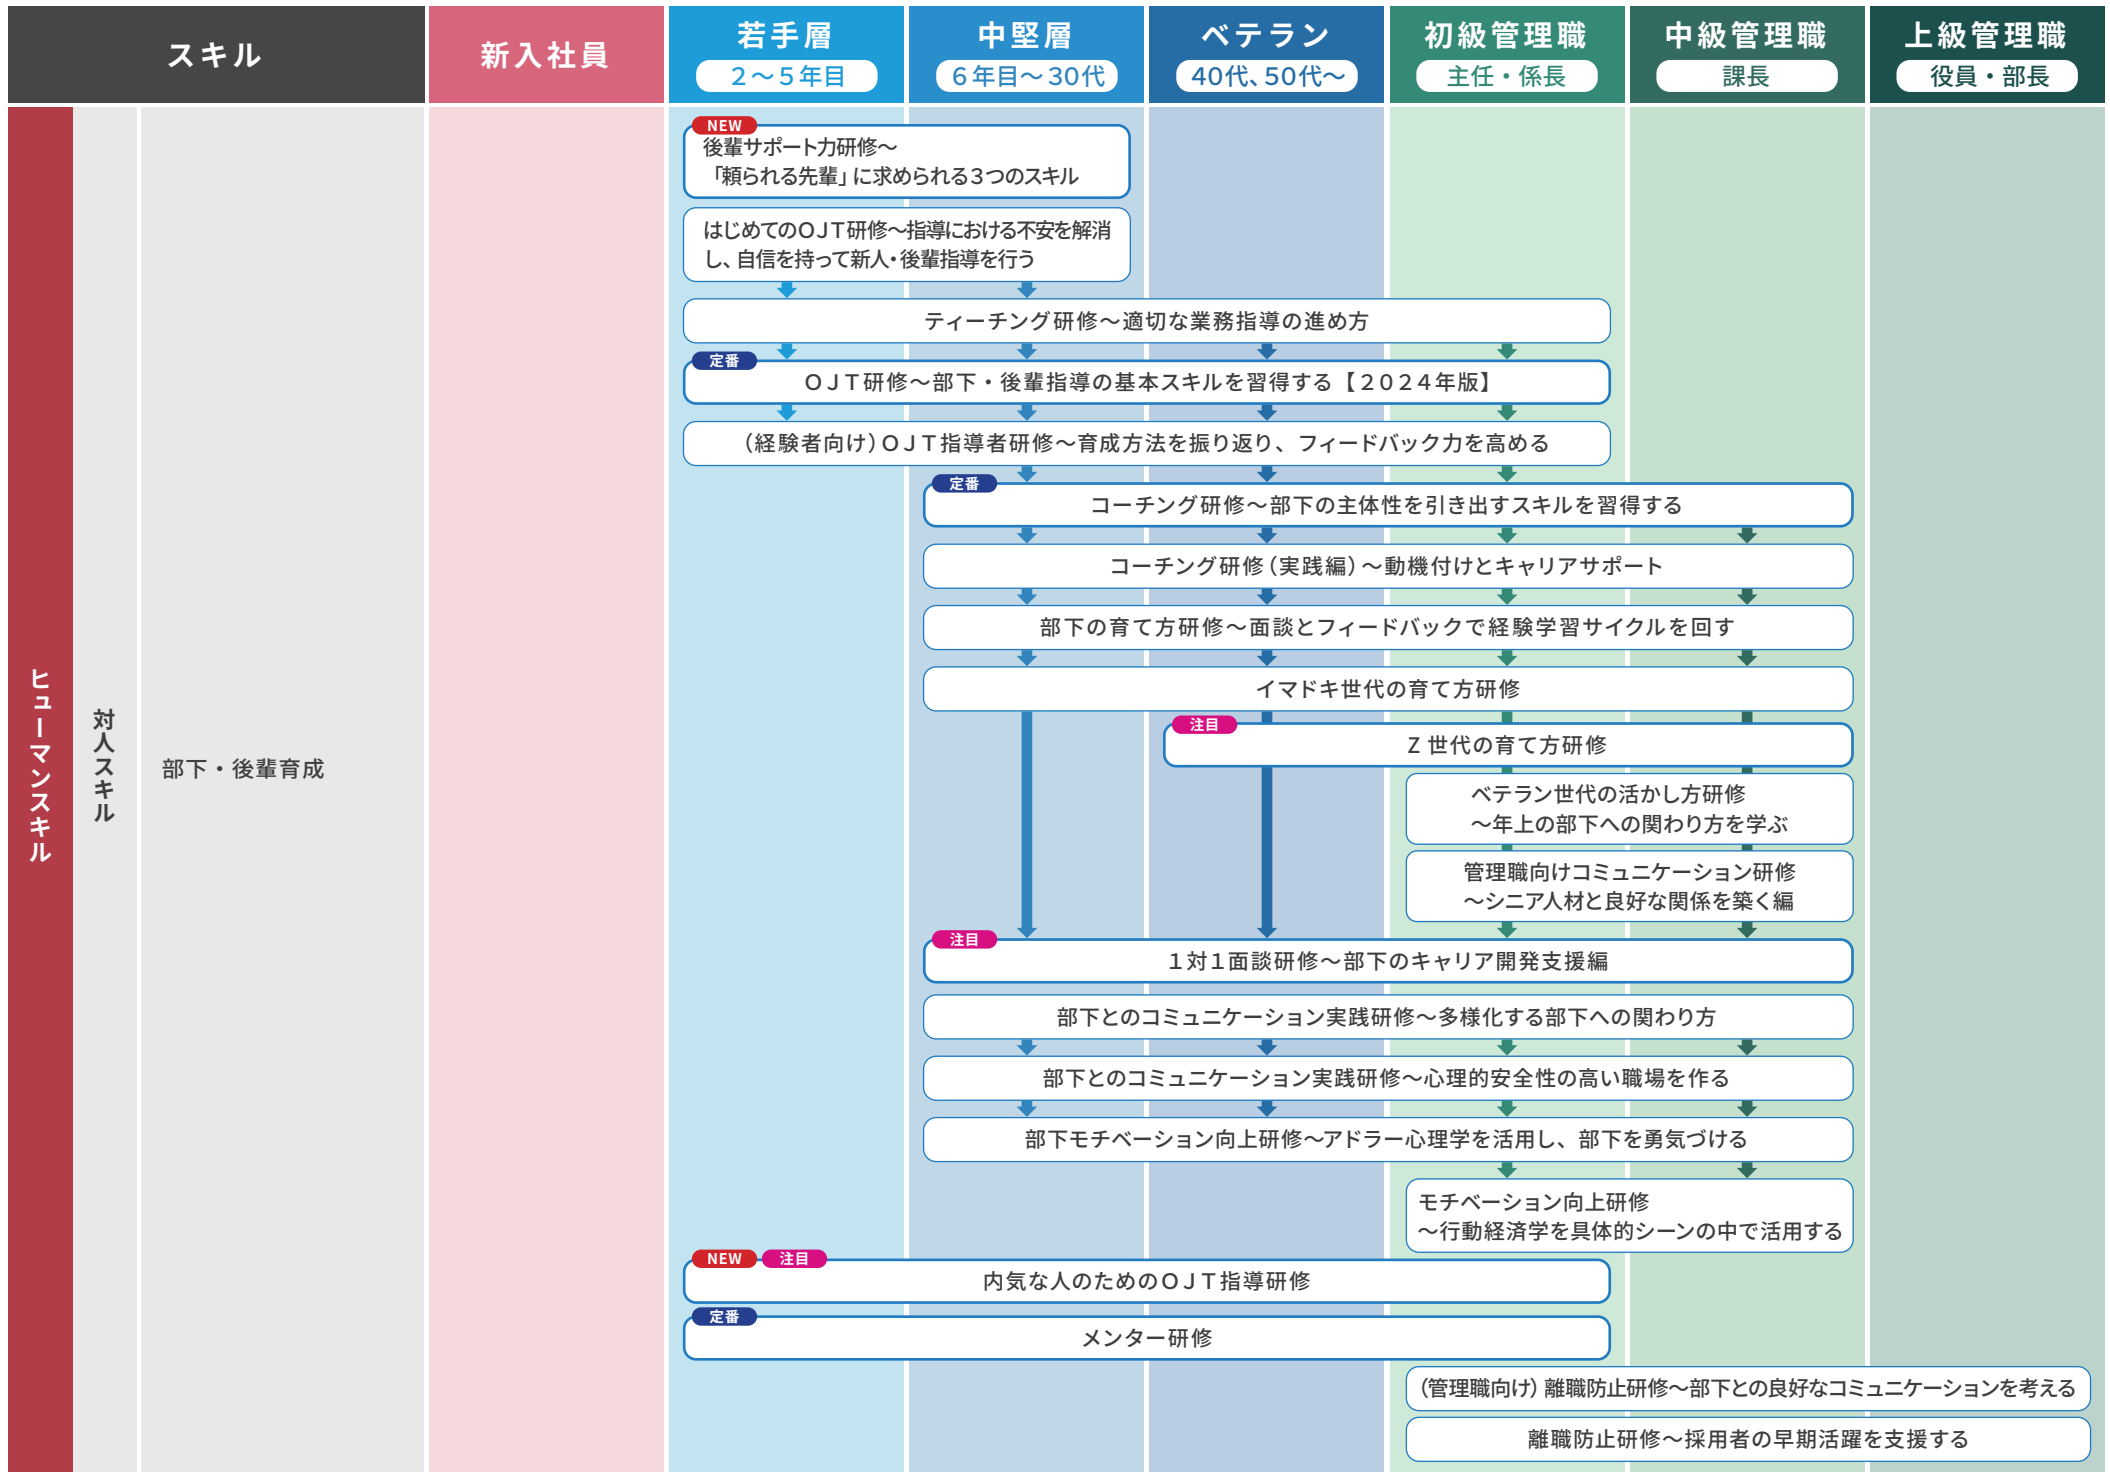 スキル
新入社員
若手層
２～５年目
中堅層
６年目～30代
ベテラン
40代、50代～
初級管理職
主任・係長
中級管理職
課長
上級管理職
役員・部長
ヒューマンスキル
対人スキル
部下・後輩育成
NEW
後輩サポート力研修～
「頼られる先輩」に求められる３つのスキル
はじめてのＯＪＴ研修～指導における不安を解消
し、自信を持って新人・後輩指導を行う
ティーチング研修～適切な業務指導の進め方
定番
ＯＪＴ研修～部下・後輩指導の基本スキルを習得する【２０２４年版】
（経験者向け）ＯＪＴ指導者研修～育成方法を振り返り、フィードバック力を高める
定番
コーチング研修～部下の主体性を引き出すスキルを習得する
コーチング研修（実践編）～動機付けとキャリアサポート
部下の育て方研修～面談とフィードバックで経験学習サイクルを回す
イマドキ世代の育て方研修
注目
Z 世代の育て方研修
ベテラン世代の活かし方研修
～年上の部下への関わり方を学ぶ
管理職向けコミュニケーション研修
～シニア人材と良好な関係を築く編
注目
１対１面談研修～部下のキャリア開発支援編
部下とのコミュニケーション実践研修～多様化する部下への関わり方
部下とのコミュニケーション実践研修～心理的安全性の高い職場を作る
部下モチベーション向上研修～アドラー心理学を活用し、部下を勇気づける
モチベーション向上研修
～行動経済学を具体的シーンの中で活用する
NEW 注目
内気な人のためのＯＪＴ指導研修
定番
メンター研修
（管理職向け）離職防止研修～部下との良好なコミュニケーションを考える
離職防止研修～採用者の早期活躍を支援する